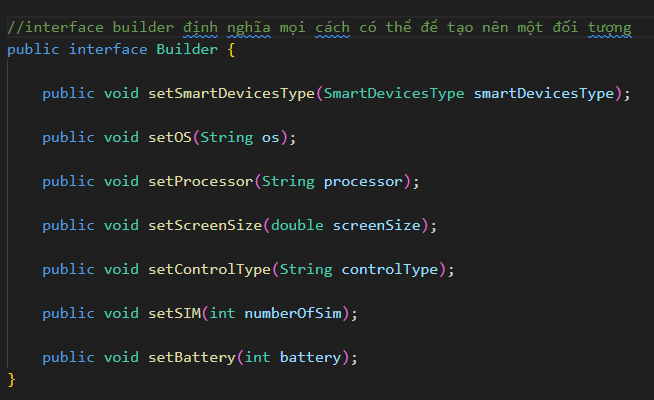 //interface builder định nghĩa mọi cách có thể để tạo nên một đối tượng
public interface Builder {
public void setSmartDevicesType(SmartDevicesType smartDevicesType);
public void setOS(String os);
public void setProcessor(String processor);
public void setScreenSize(double screenSize);
public void setControlType(String controlType);
public void setSIM(int numberOfSim);
public void setBattery(int battery);
}